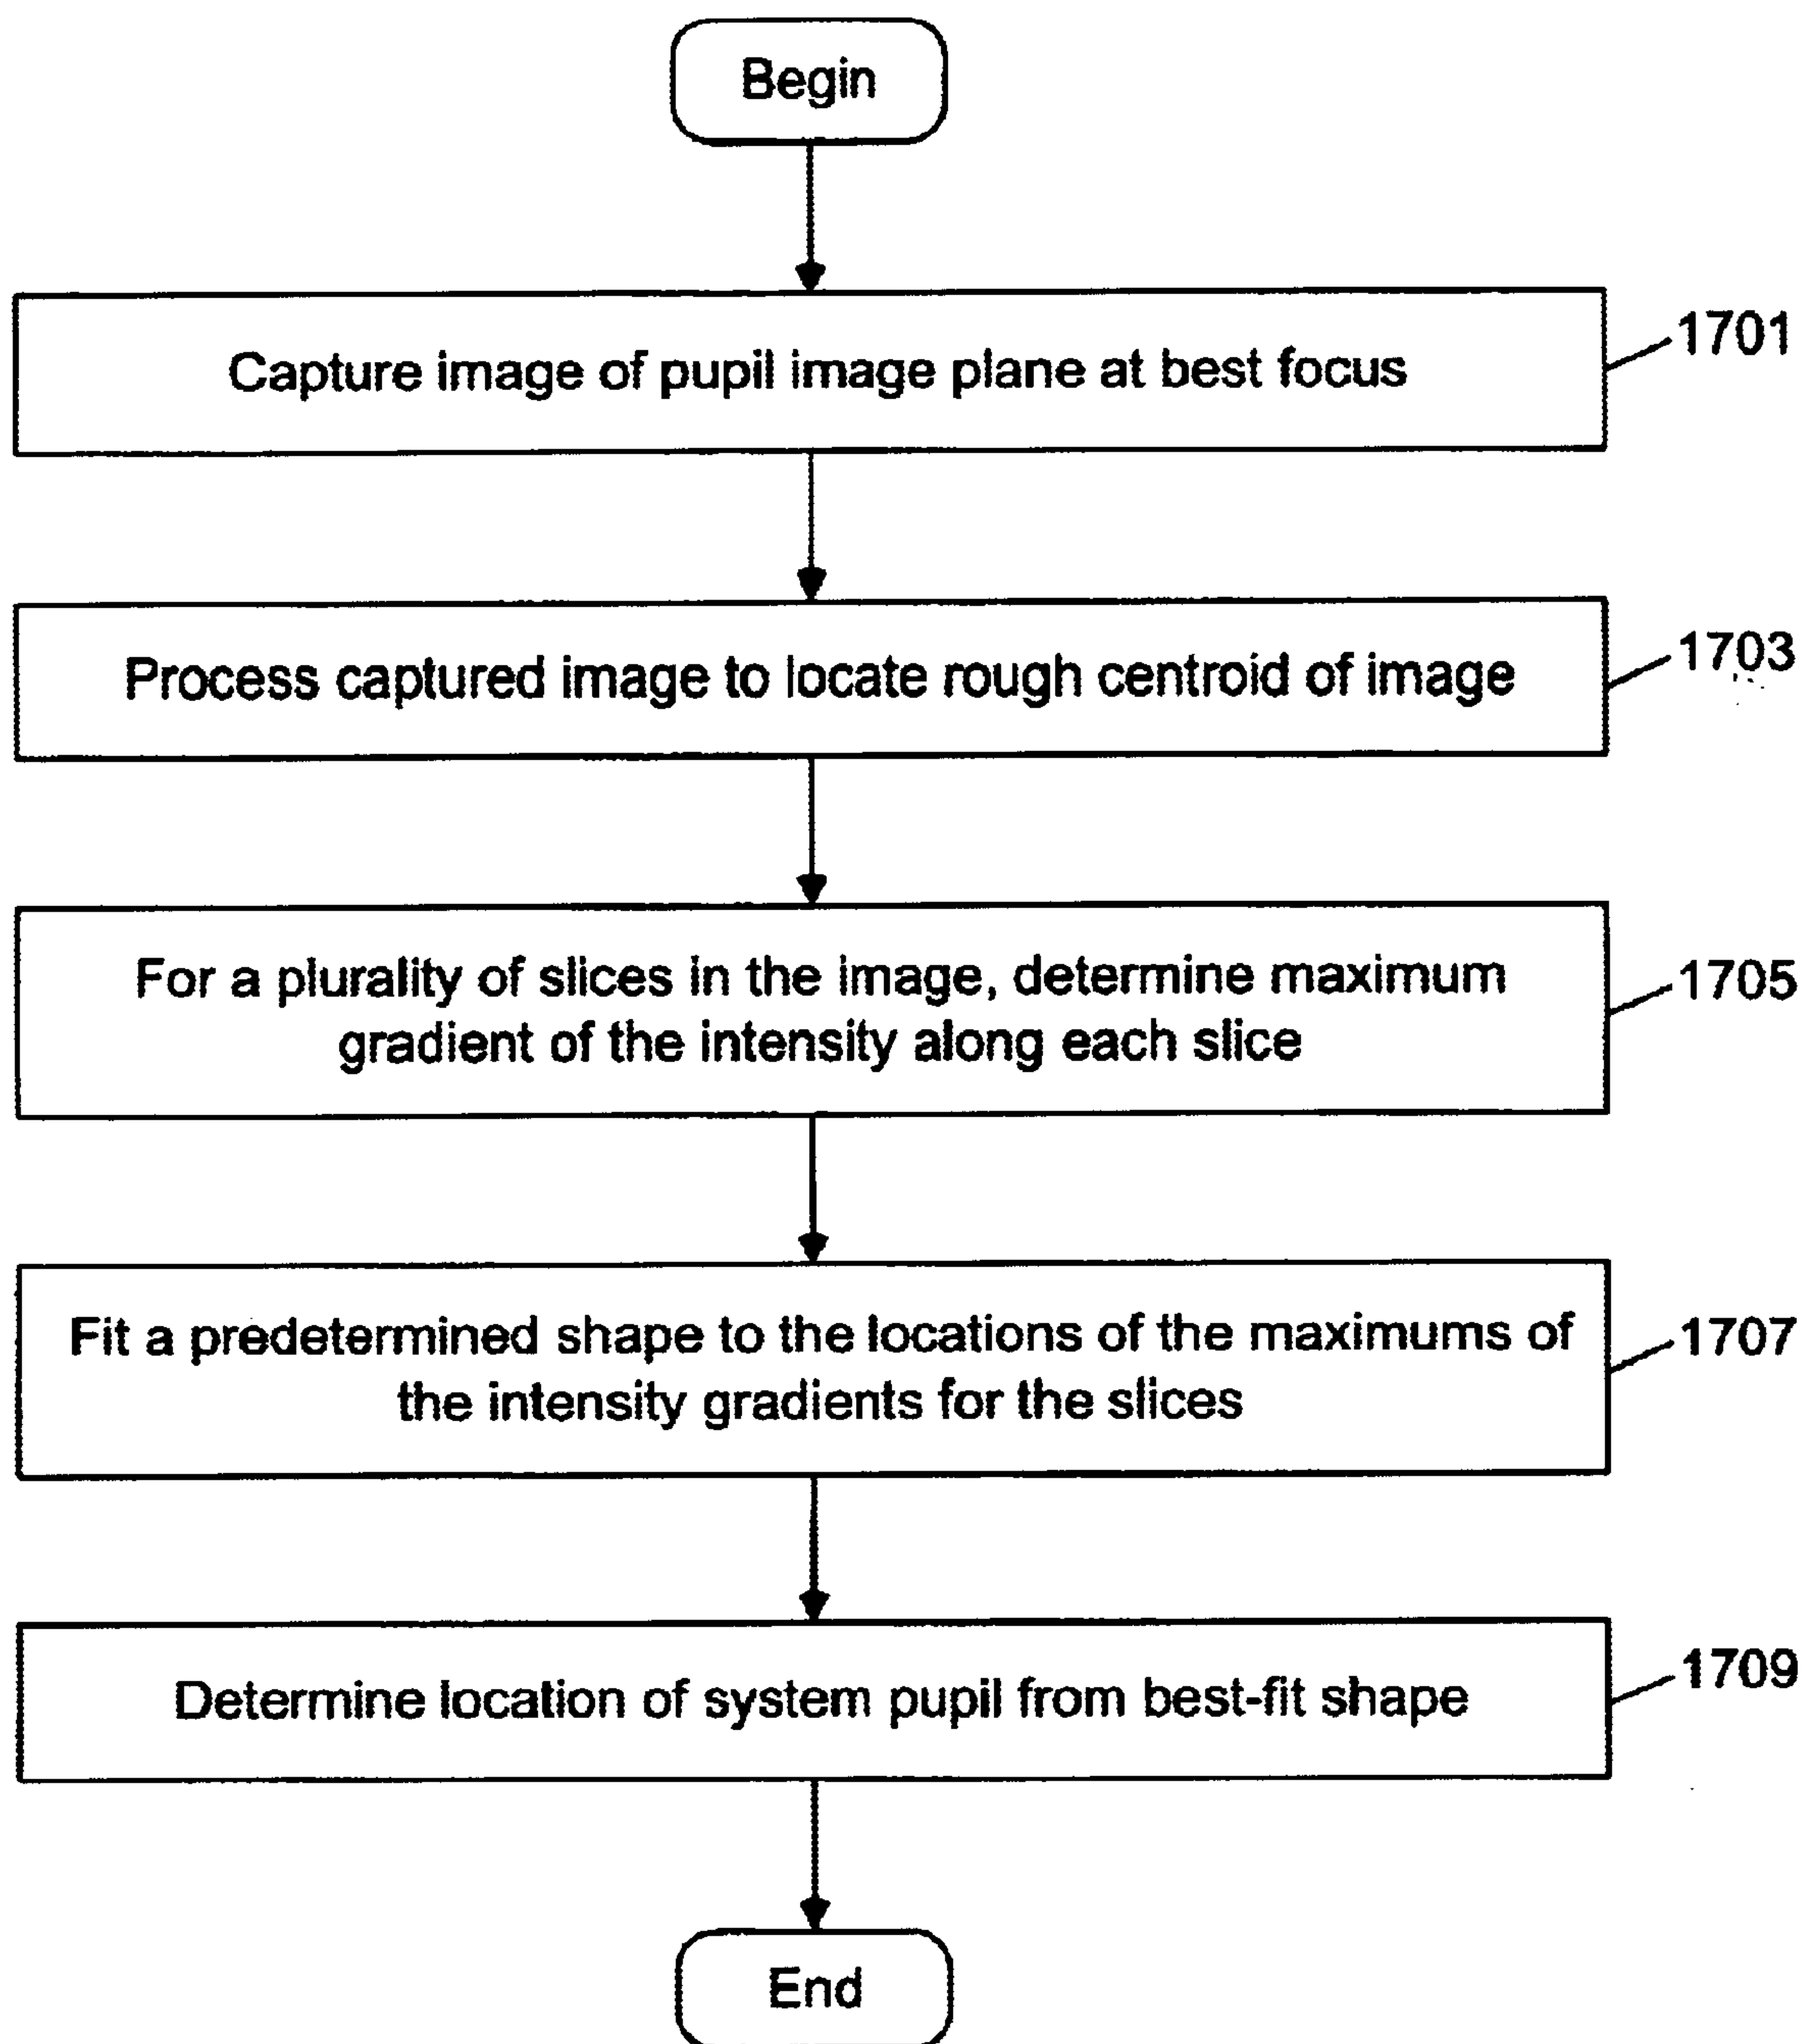 Begin
Capture image of pupil image plane at best focus
1701
Process captured image to locate rough centroid of image
1703
For a plurality of slices in the image, determine maximum
gradient of the intensity along each slice
1705
Fit a predetermined shape to the locations of the maximums of
the intensity gradients for the slices
1707
Determine location of system pupil from best-fit shape
1709
End